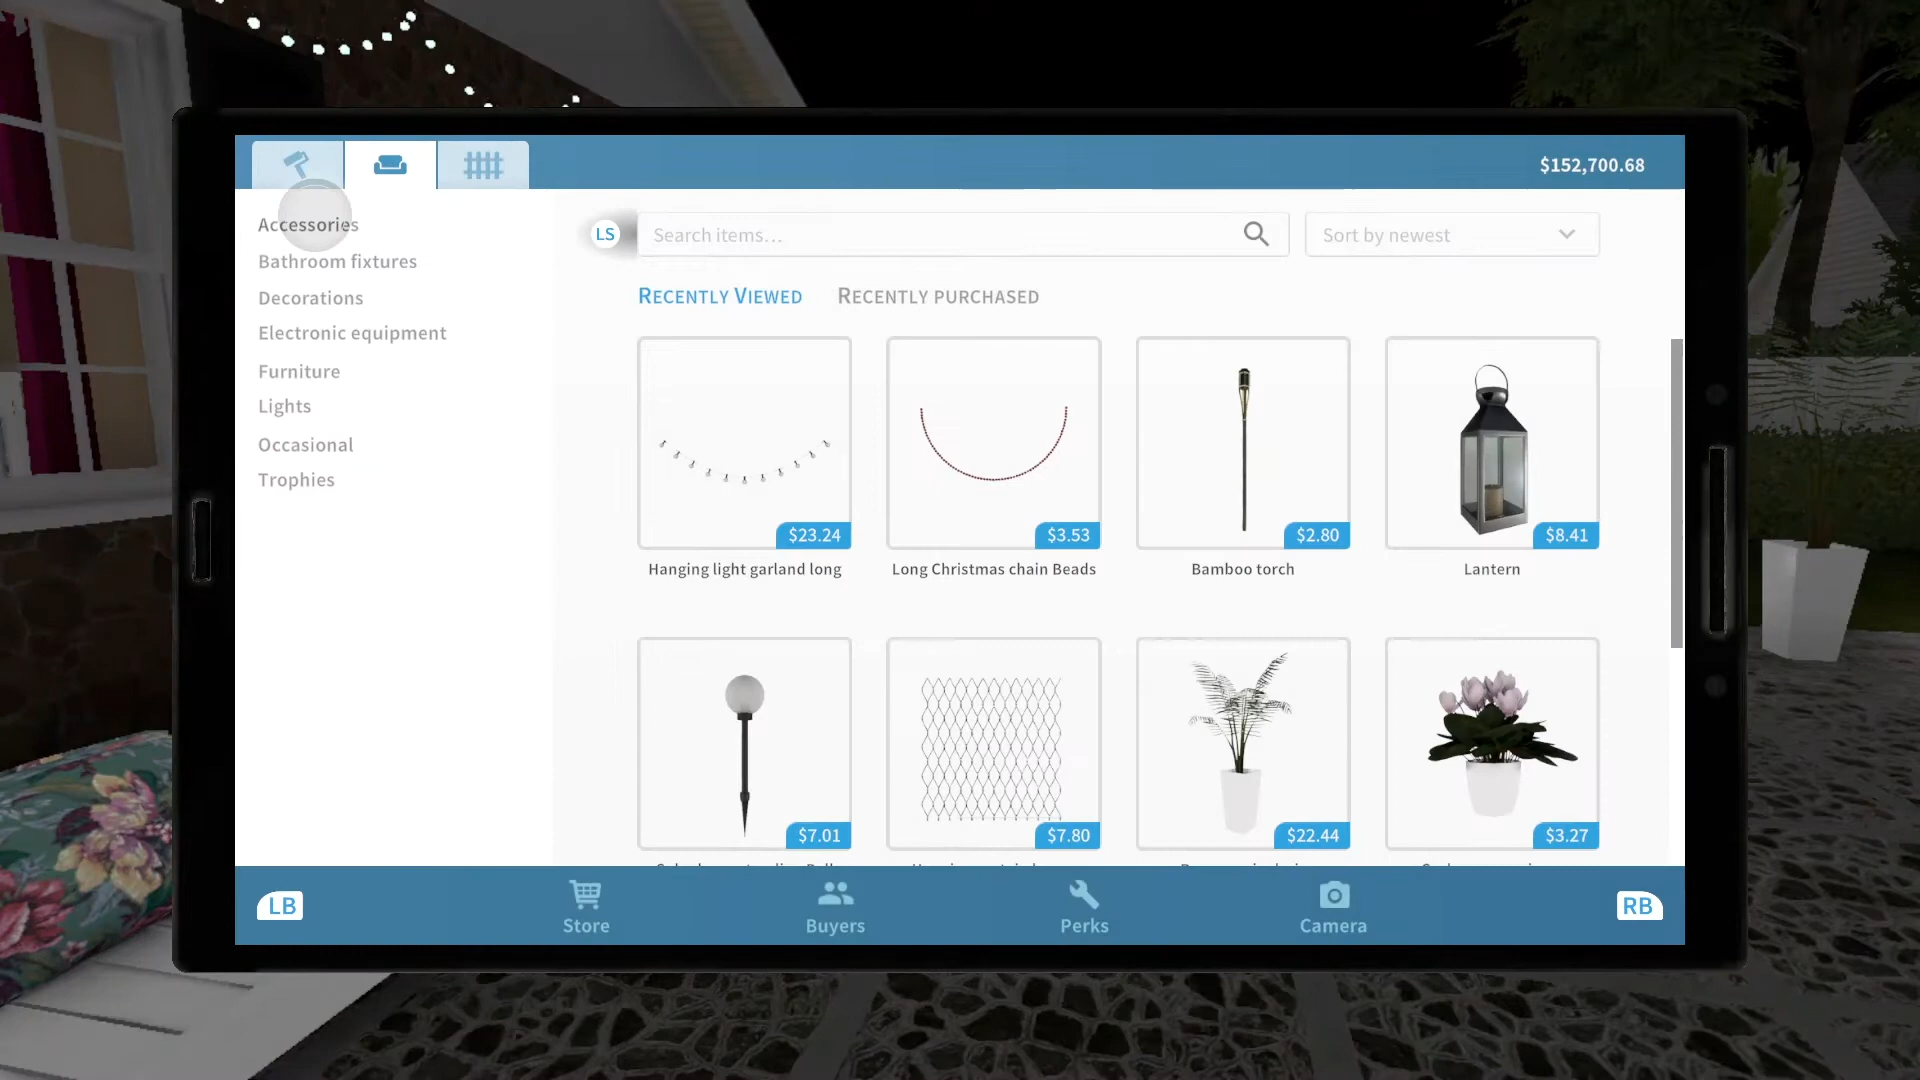 $152,700.68
Accessories
Bathroom fixtures
Decorations
Electronic equipment
Furniture
Lights
Occasional
Trophies
LS
Search items...
Sort by newest
RECENTLY VIEWED
RECENTLY PURCHASED
$23.24
$3.53
$2.80
$8.41
Hanging light garland long
Long Christmas chain Beads
Bamboo torch
Lantern
$7.01
$7.80
$22.44
$3.27
LB
Store
Buyers
Perks
Camera
RB